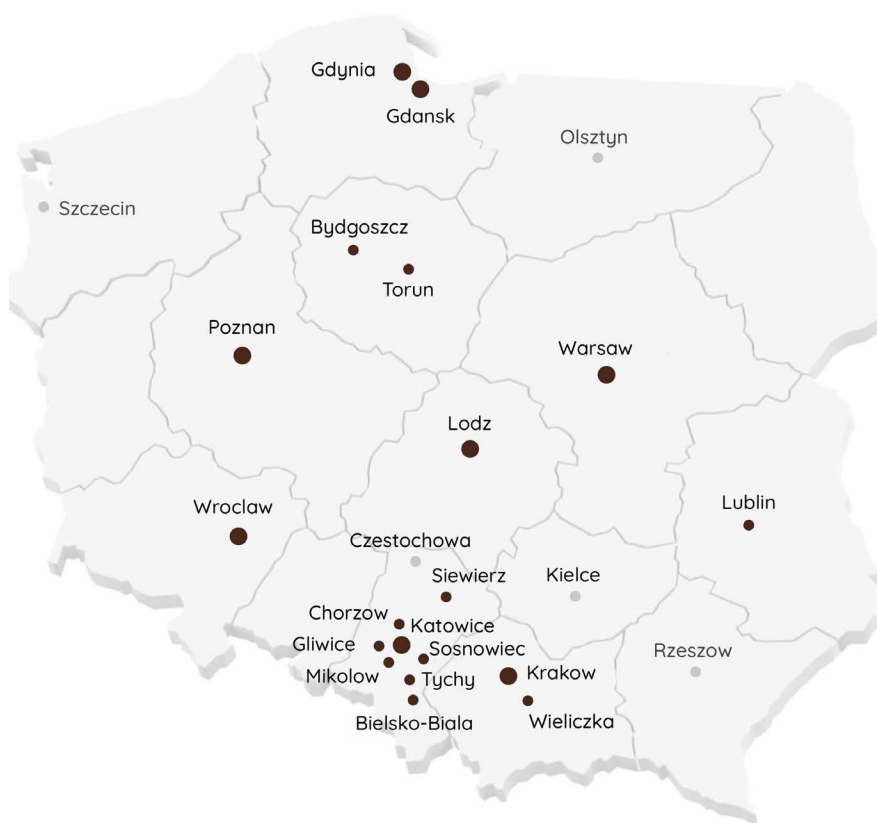 Gdynia
Gdansk
Olsztyn
Szczecin
Bydgoszcz
Torun
Poznan
Warsaw
Lodz
Lublin
Wroclaw
Czestochowa
Siewierz
Kielce
Chorzow
Katowice
Gliwice
Sosnowiec
Rzeszow
Mikolow
Tychy
Krakow
Bielsko-Biala
Wieliczka